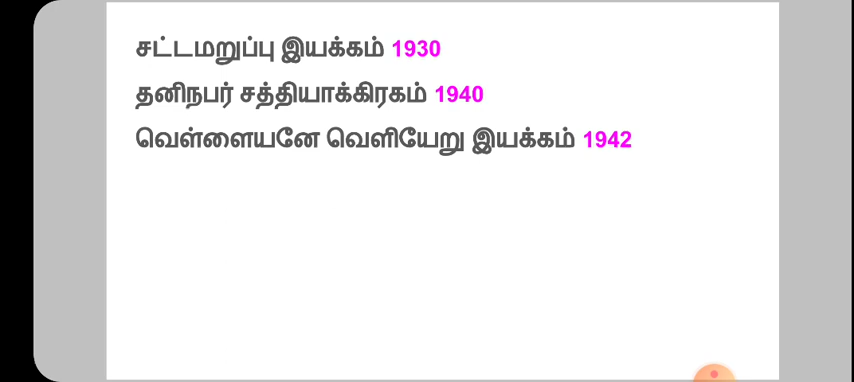 சட்டமறுப்பு இயக்கம் 1930
தனிநபர் சத்தியாக்கிரகம் 1940
வெள்ளையனே வெளியேறு இயக்கம் 1942